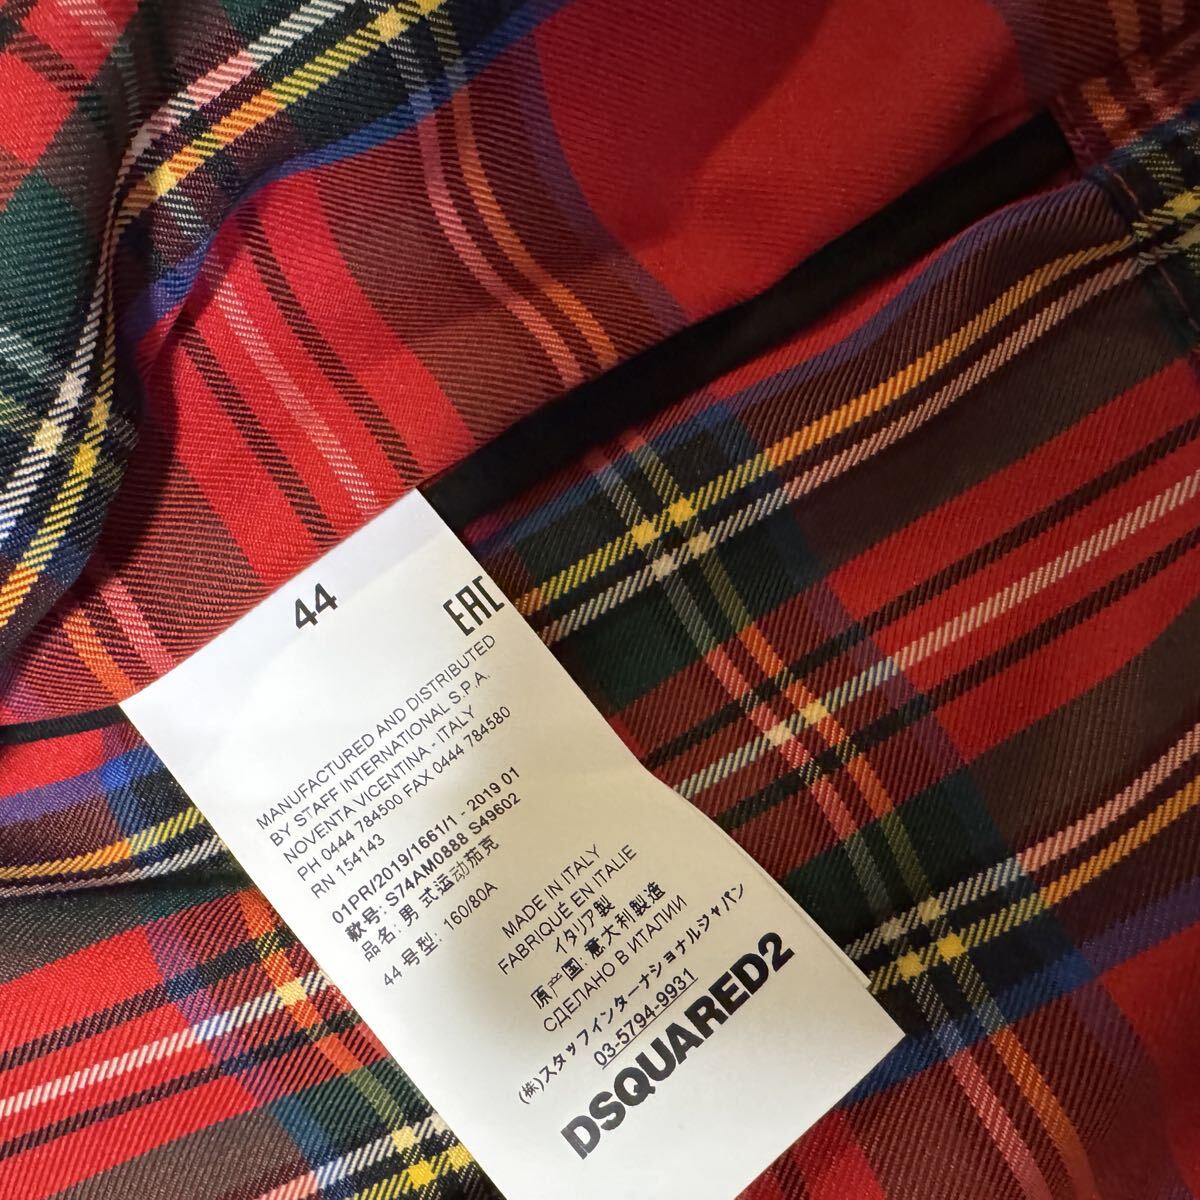 44
EAC
MANUFACTURED AND DISTRIBUTED
BY STAFF INTERNATIONAL S.P.A.
NOVENTA VICENTINA - ITALY
PH 0444 784500 FAX 0444 784580
RN 154143
01PR/2019/1661/1 - 2019 01
款号: S74AM0888 S49602
品名: 男 式运动茄克
44 号型: 160/80A
MADE IN ITALY
FABRIQUÉ EN ITALIE
イタリア製
原产国: 意大利製造
СДЕЛАНО В ИТАЛИИ
(株)スタッフインターナショナルジャパン
03-5794-9931
DSQUARED2